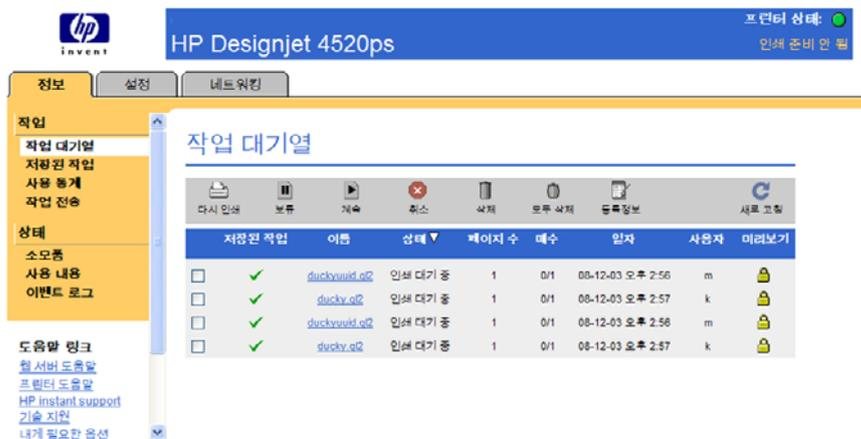 hp
invent
HP Designjet 4520ps
프린터 상태:
인쇄 준비 안 됨
정보 설정 네트워킹
작업
작업 대기열
저장된 작업
사용 통계
작업 전송
상태
소모품
사용 내용
이벤트 로그
도움말 링크
웹 서버 도움말
프린터 도움말
HP instant support
기술 지원
내게 필요한 옵션
작업 대기열
다시 인쇄 보류 계속 취소 삭제 모두 삭제 등록정보 새로 고침
저장된 작업 이름 상태 페이지 수 매수 일자 사용자 미리보기
duckyuuid.gl2 인쇄 대기 중 1 0/1 08-12-03 오후 2:56 m
ducky.gl2 인쇄 대기 중 1 0/1 08-12-03 오후 2:57 k
duckyuuid.gl2 인쇄 대기 중 1 0/1 08-12-03 오후 2:56 m
ducky.gl2 인쇄 대기 중 1 0/1 08-12-03 오후 2:57 k